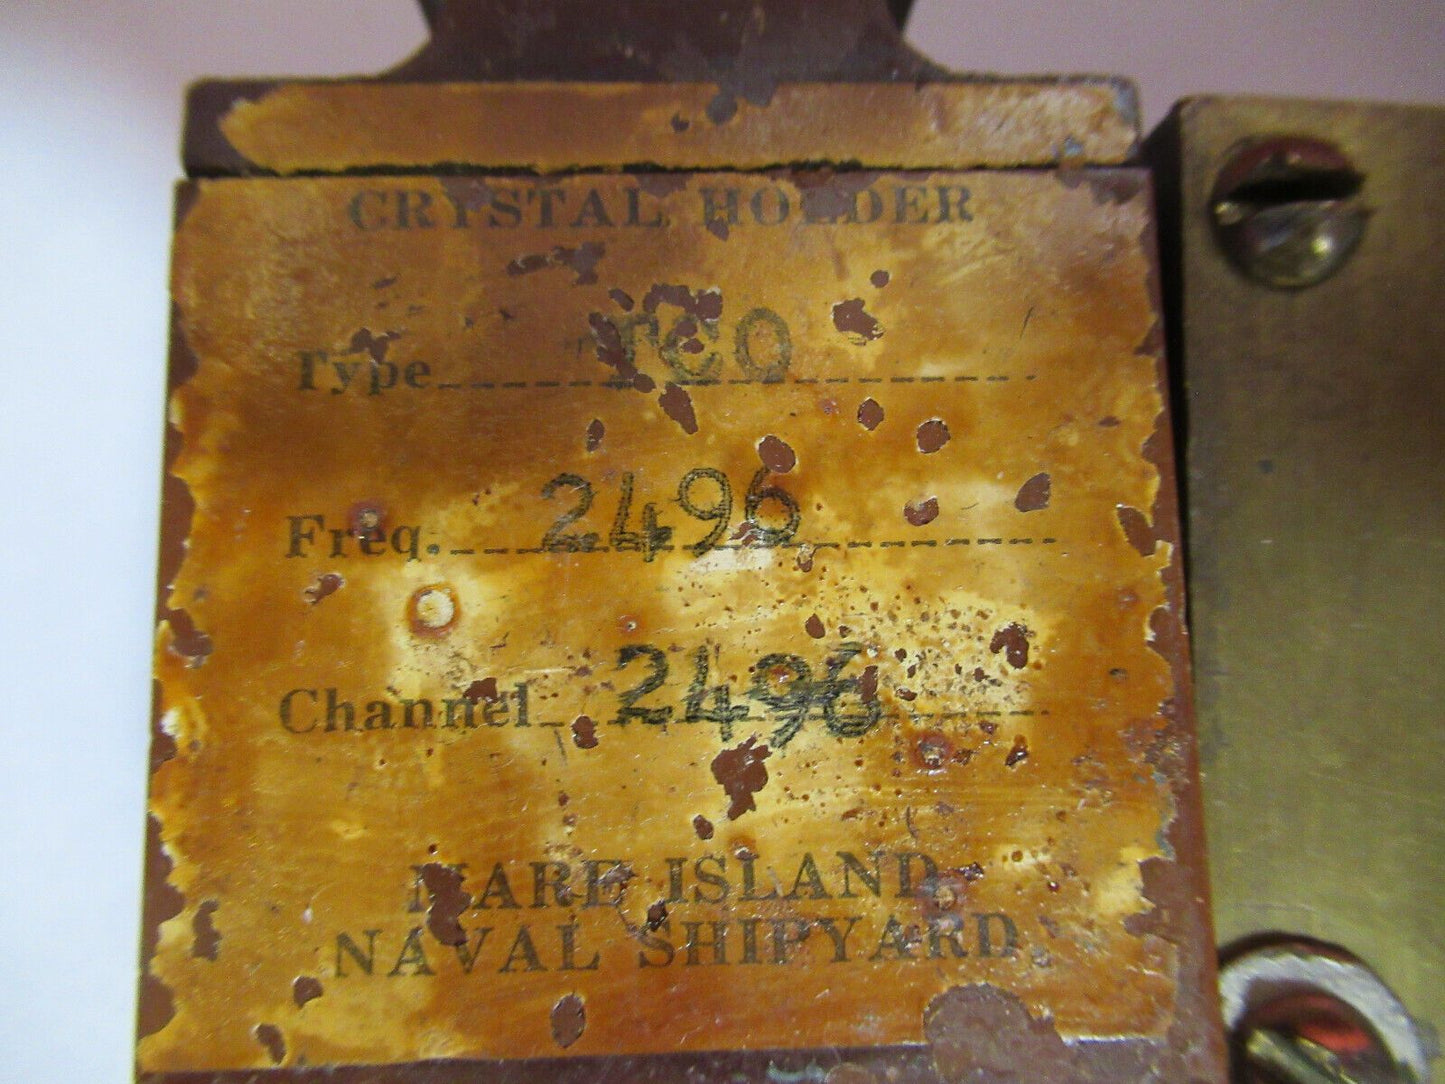 CRYSTAL HOLDER
Type TCO
Freq. 2496
Channel 2496
MARE ISLAND
NAVAL SHIPYARD